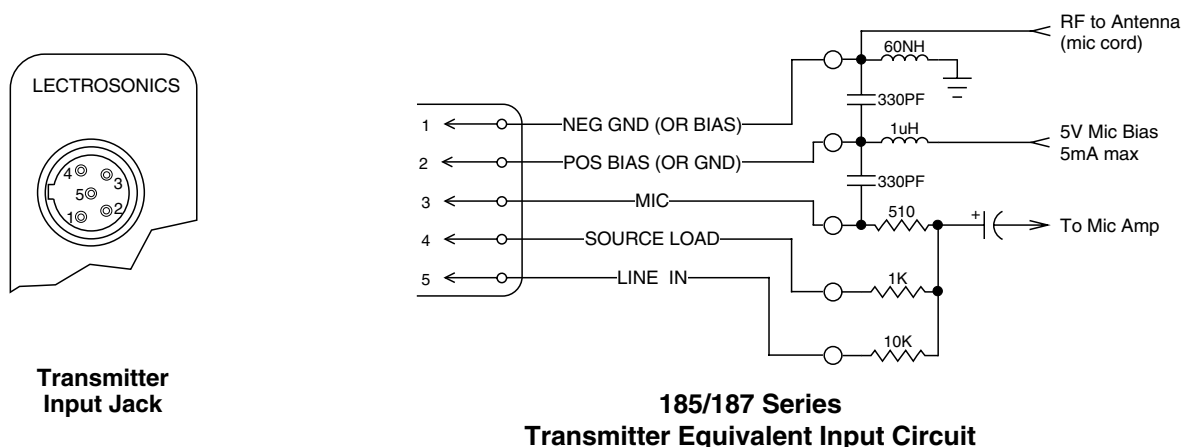 LECTROSONICS
4
3
5
1
2
Transmitter
Input Jack
1
NEG GND (OR BIAS)
2
POS BIAS (OR GND)
3
MIC
4
SOURCE LOAD
5
LINE IN
RF to Antenna
(mic cord)
60NH
330PF
1uH
5V Mic Bias
5mA max
330PF
510
+
To Mic Amp
1K
10K
185/187 Series
Transmitter Equivalent Input Circuit